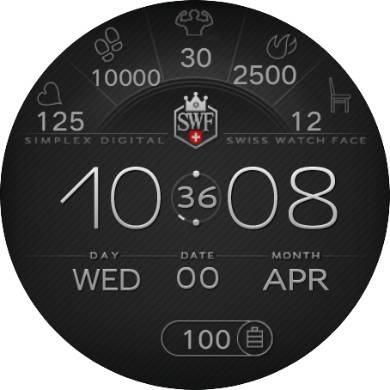 30
10000 2500
125 12
SWF
SIMPLEX DIGITAL SWISS WATCH FACE
10 36 08
DAY DATE MONTH
WED 00 APR
100